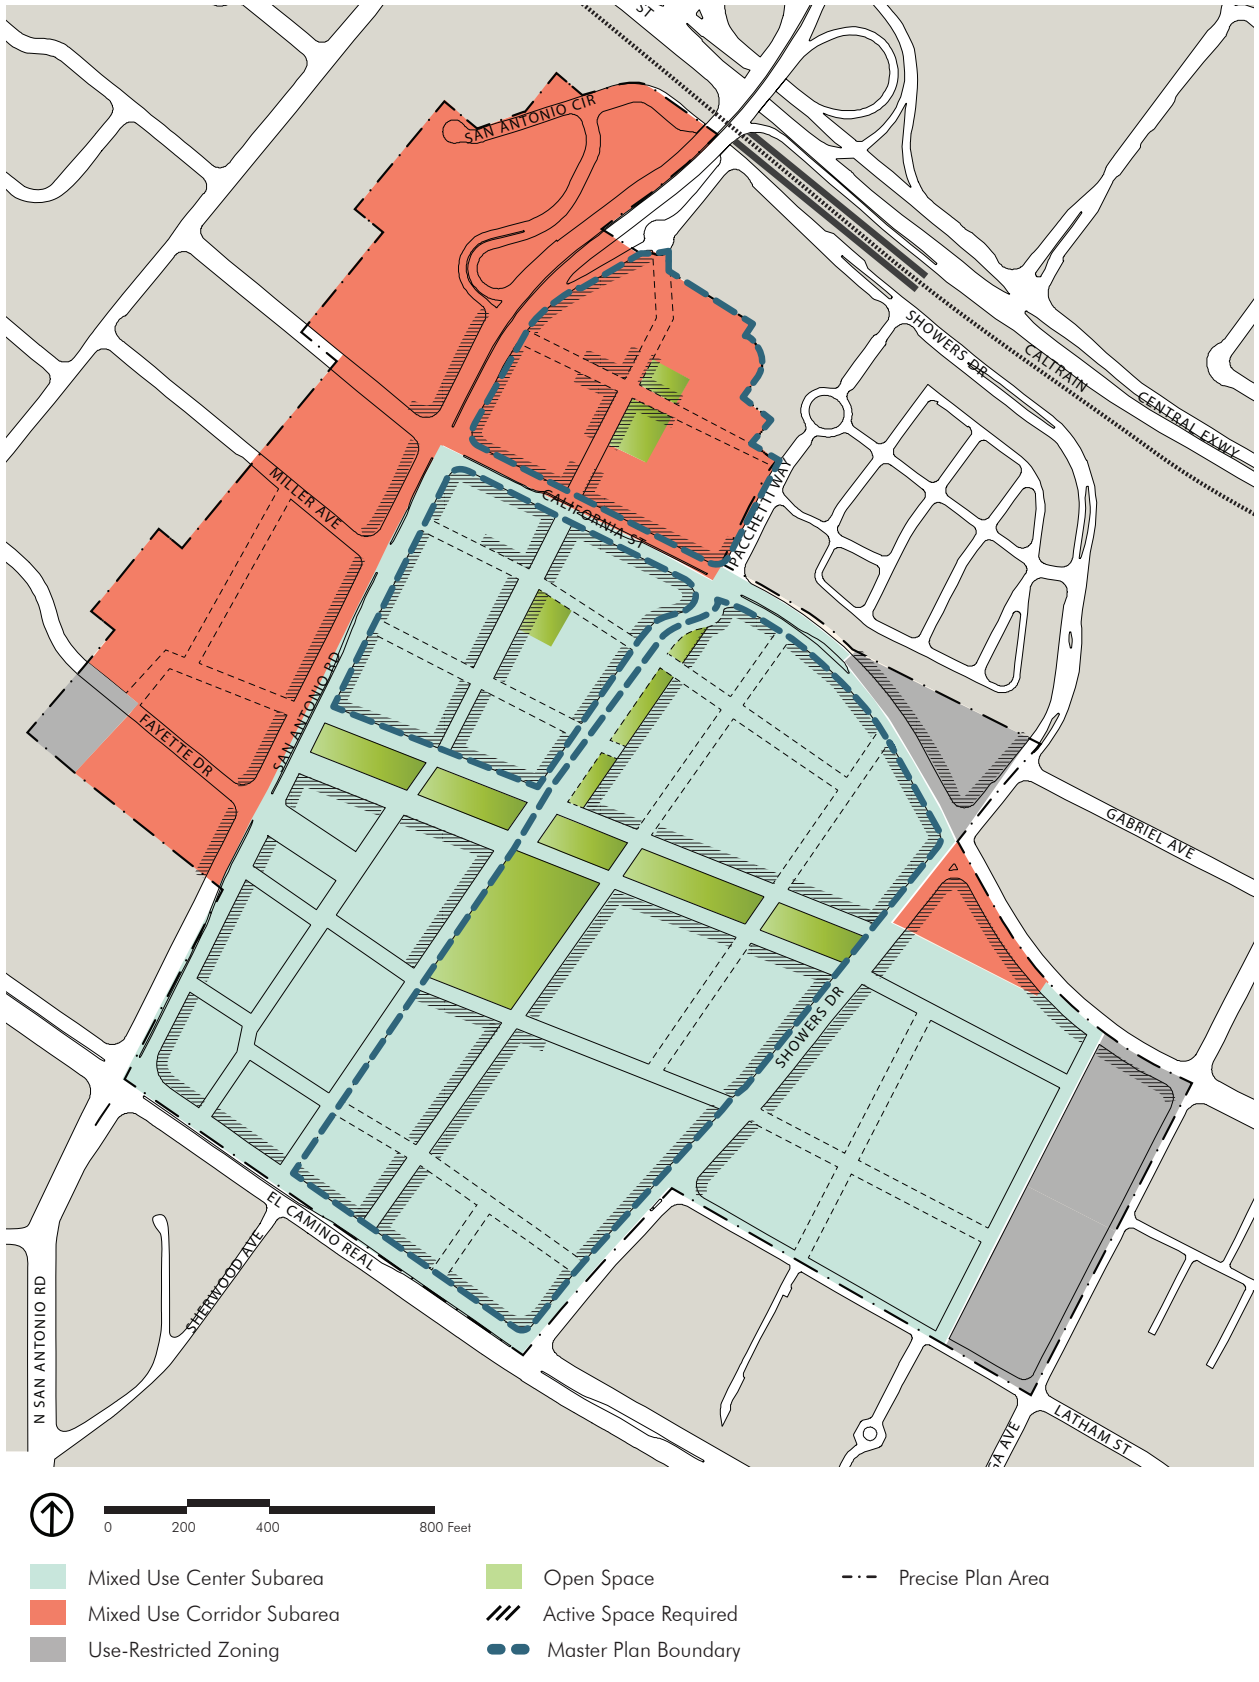 ST
SAN ANTONIO CIR
SHOWERS DR
CALTRAIN
CENTRAL EXWY
MILLER AVE
CALIFORNIA ST
PACCHETTI WAY
SAN ANTONIO RD
FAYETTE DR
GABRIEL AVE
SHOWERS DR
EL CAMINO REAL
SHERWOOD AVE
N SAN ANTONIO RD
LATHAM ST
GA AVE
0 200 400 800 Feet
Mixed Use Center Subarea
Mixed Use Corridor Subarea
Use-Restricted Zoning
Open Space
Active Space Required
Master Plan Boundary
Precise Plan Area